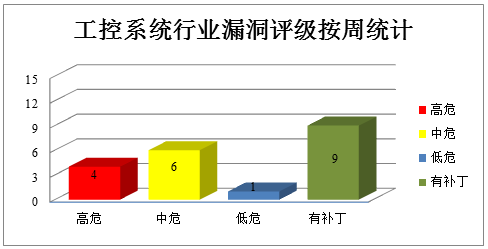 工控系统行业漏洞评级按周统计
15
12
9
6
3
0
4
6
1
9
高危 中危 低危 有补丁
高危
中危
低危
有补丁